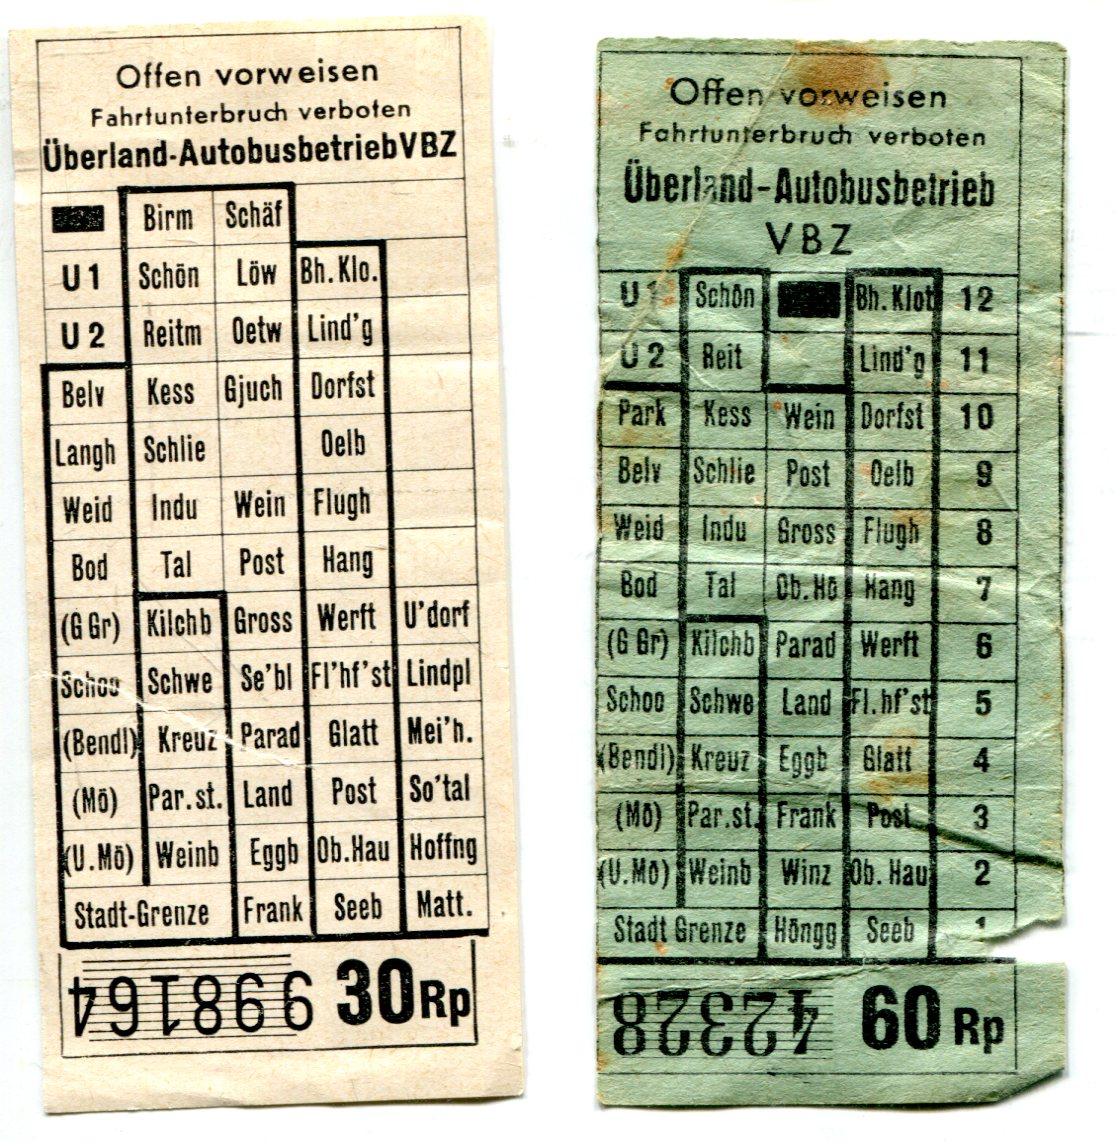 Offen vorweisen
Fahrtunterbruch verboten
Überland-Autobusbetrieb VBZ
Birm Schäf
U 1 Schön Löw Bh. Klo.
U 2 Reitm Oetw Lind'g
Belv Kess Gjuch Dorfst
Langh Schlie Oelb
Weid Indu Wein Flugh
Bod Tal Post Hang
(G Gr) Kilchb Gross Werft U'dorf
Schoo Schwe Se'bl Fl'hf'st Lindpl
(Bendl) Kreuz Parad Glatt Mei'h.
(Mö) Par.st. Land Post So'tal
(U.Mö) Weinb Eggb Ob.Hau Hoffng
Stadt-Grenze Frank Seeb Matt.
998164 30 Rp
Offen vorweisen
Fahrtunterbruch verboten
Überland-Autobusbetrieb
VBZ
U 1 Schön Bh. Klot 12
U 2 Reit Lind'g 11
Park Kess Wein Dorfst 10
Belv Schlie Post Oelb 9
Weid Indu Gross Flugh 8
Bod Tal Ob. Hö Hang 7
(G Gr) Kilchb Parad Werft 6
Schoo Schwe Land Fl.hf'st 5
(Bendl) Kreuz Eggb Glatt 4
(Mö) Par.st. Frank Post 3
(U.Mö) Weinb Winz Ob. Hau 2
Stadt Grenze Höngg Seeb 1
42328 60 Rp